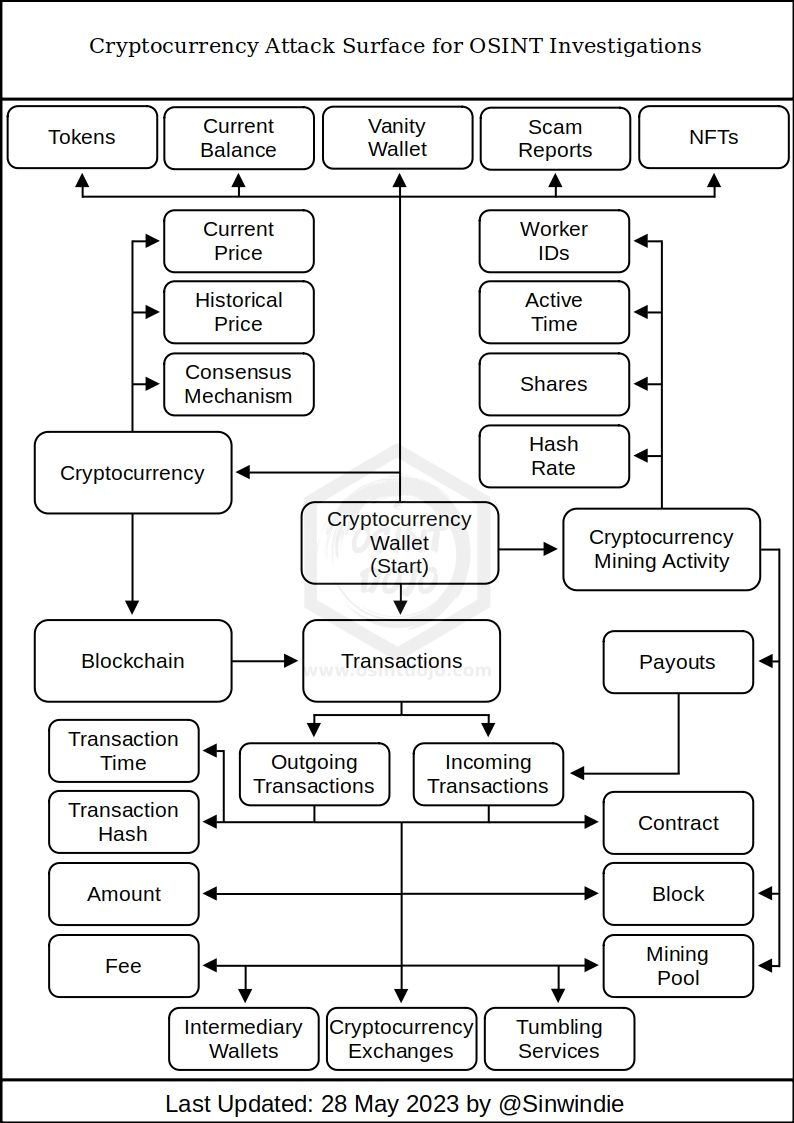 Cryptocurrency Attack Surface for OSINT Investigations
Tokens
Current
Balance
Vanity
Wallet
Scam
Reports
NFTs
Current
Price
Worker
IDs
Historical
Price
Active
Time
Consensus
Mechanism
Shares
Hash
Rate
Cryptocurrency
Cryptocurrency
Wallet
(Start)
Cryptocurrency
Mining Activity
OSINT
DOJO
Blockchain
Transactions
Payouts
www.osintdojo.com
Transaction
Time
Outgoing
Transactions
Incoming
Transactions
Transaction
Hash
Contract
Amount
Block
Fee
Mining
Pool
Intermediary
Wallets
Cryptocurrency
Exchanges
Tumbling
Services
Last Updated: 28 May 2023 by @Sinwindie